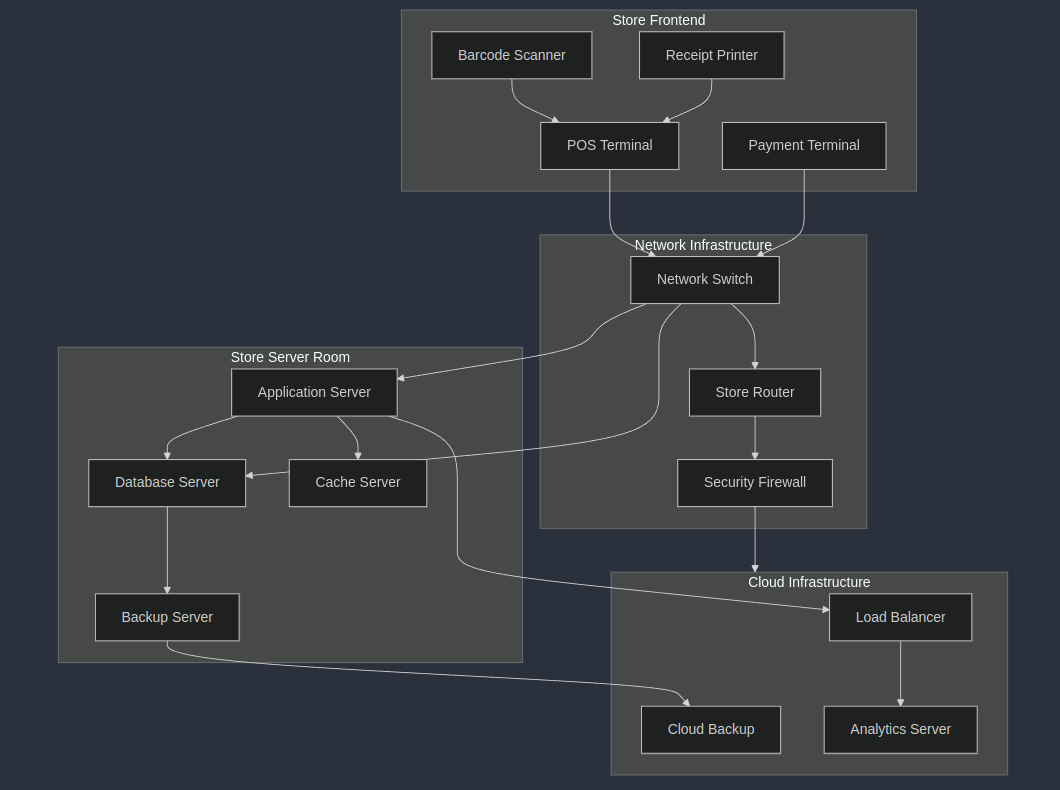 Store Frontend
Barcode Scanner
Receipt Printer
POS Terminal
Payment Terminal
Network Infrastructure
Network Switch
Store Server Room
Application Server
Store Router
Database Server
Cache Server
Security Firewall
Cloud Infrastructure
Backup Server
Load Balancer
Cloud Backup
Analytics Server